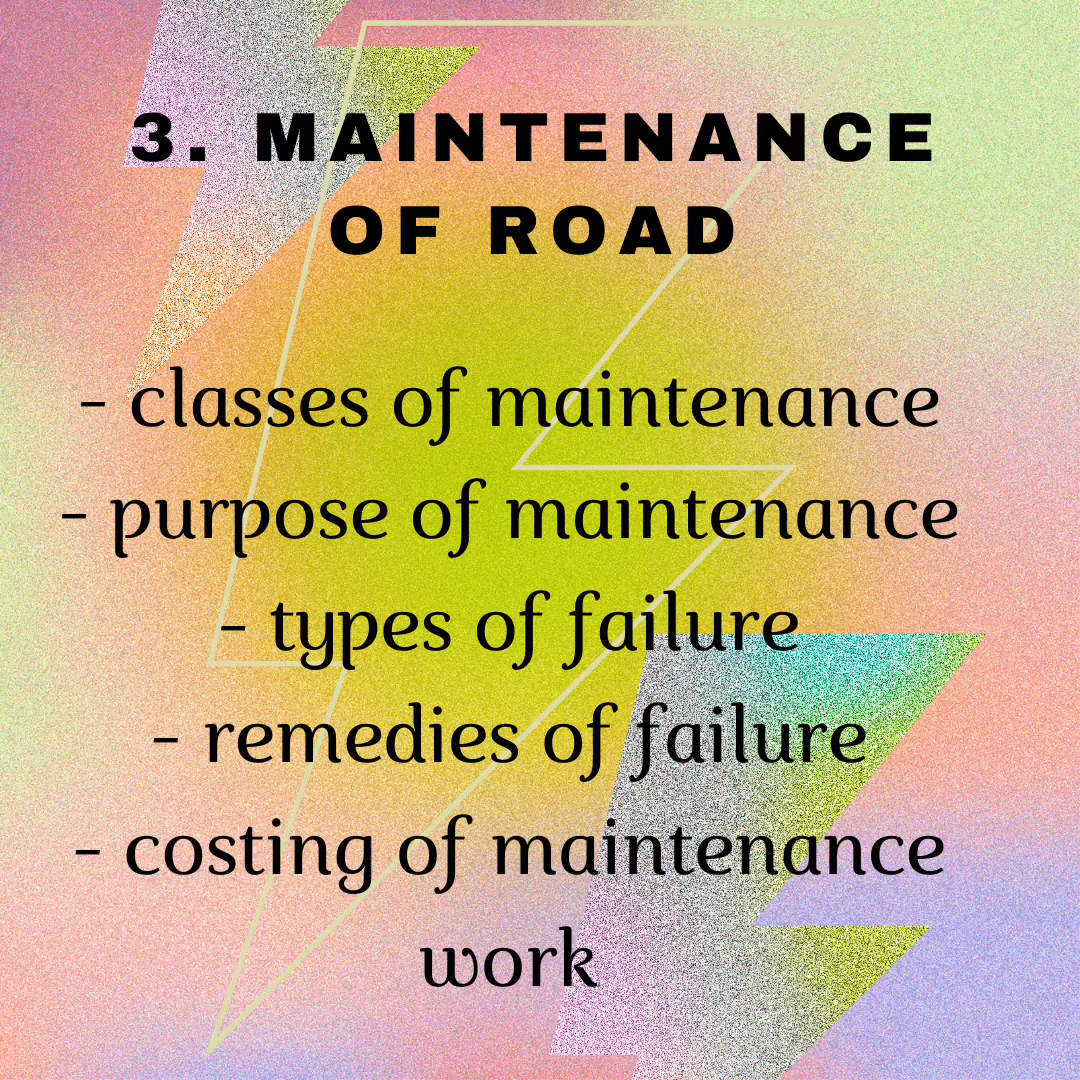 3. MAINTENANCE
OF ROAD
- classes of maintenance
- purpose of maintenance
- types of failure
- remedies of failure
- costing of maintenance
work